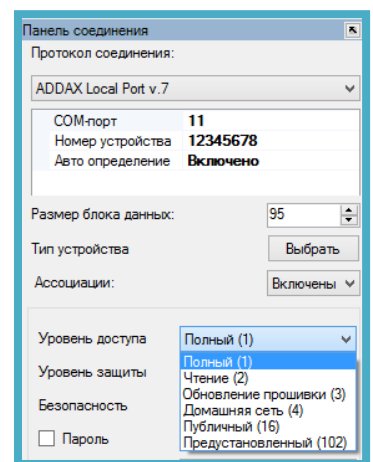 Панель соединения
Протокол соединения:
ADDAX Local Port v.7
COM-порт 11
Номер устройства 12345678
Авто определение Включено
Размер блока данных: 95
Тип устройства Выбрать
Ассоциации: Включены
Уровень доступа Полный (1)
Полный (1)
Уровень защиты Чтение (2)
Обновление прошивки (3)
Безопасность Домашняя сеть (4)
Публичный (16)
Пароль Предустановленный (102)